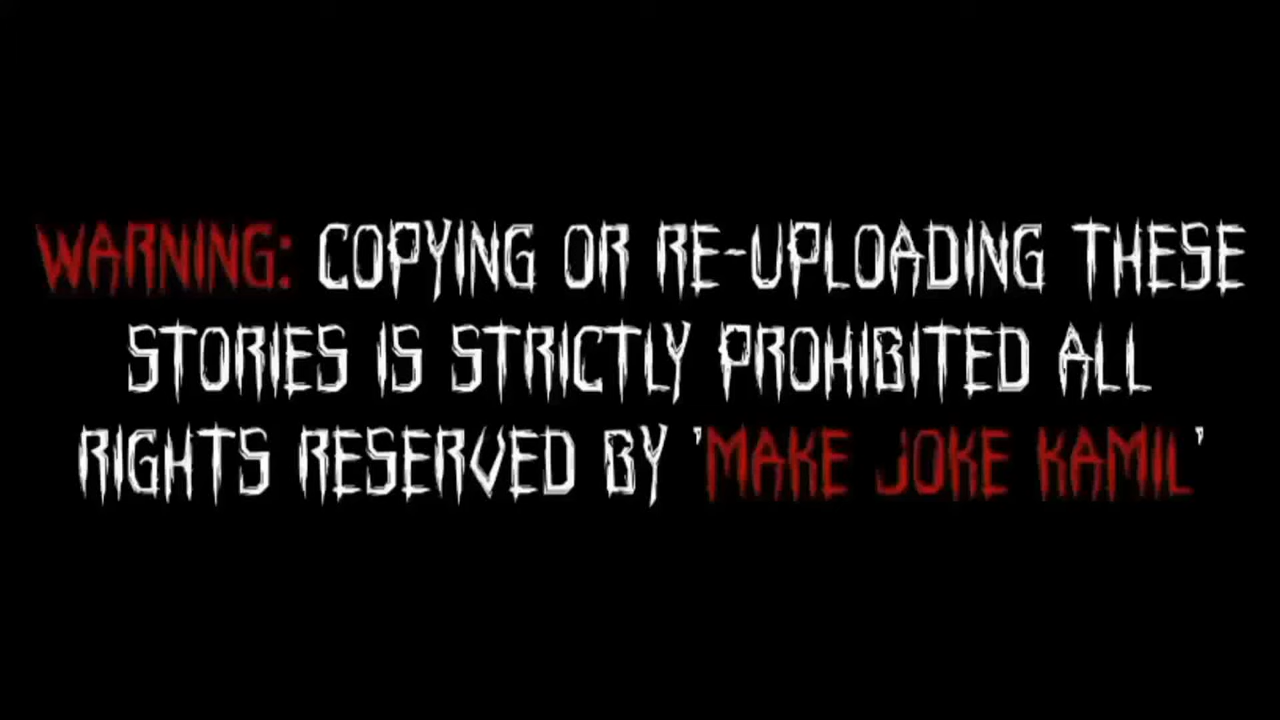 WARNING: COPYING OR RE-UPLOADING THESE
STORIES IS STRICTLY PROHIBITED ALL
RIGHTS RESERVED BY 'MAKE JOKE KAMIL'